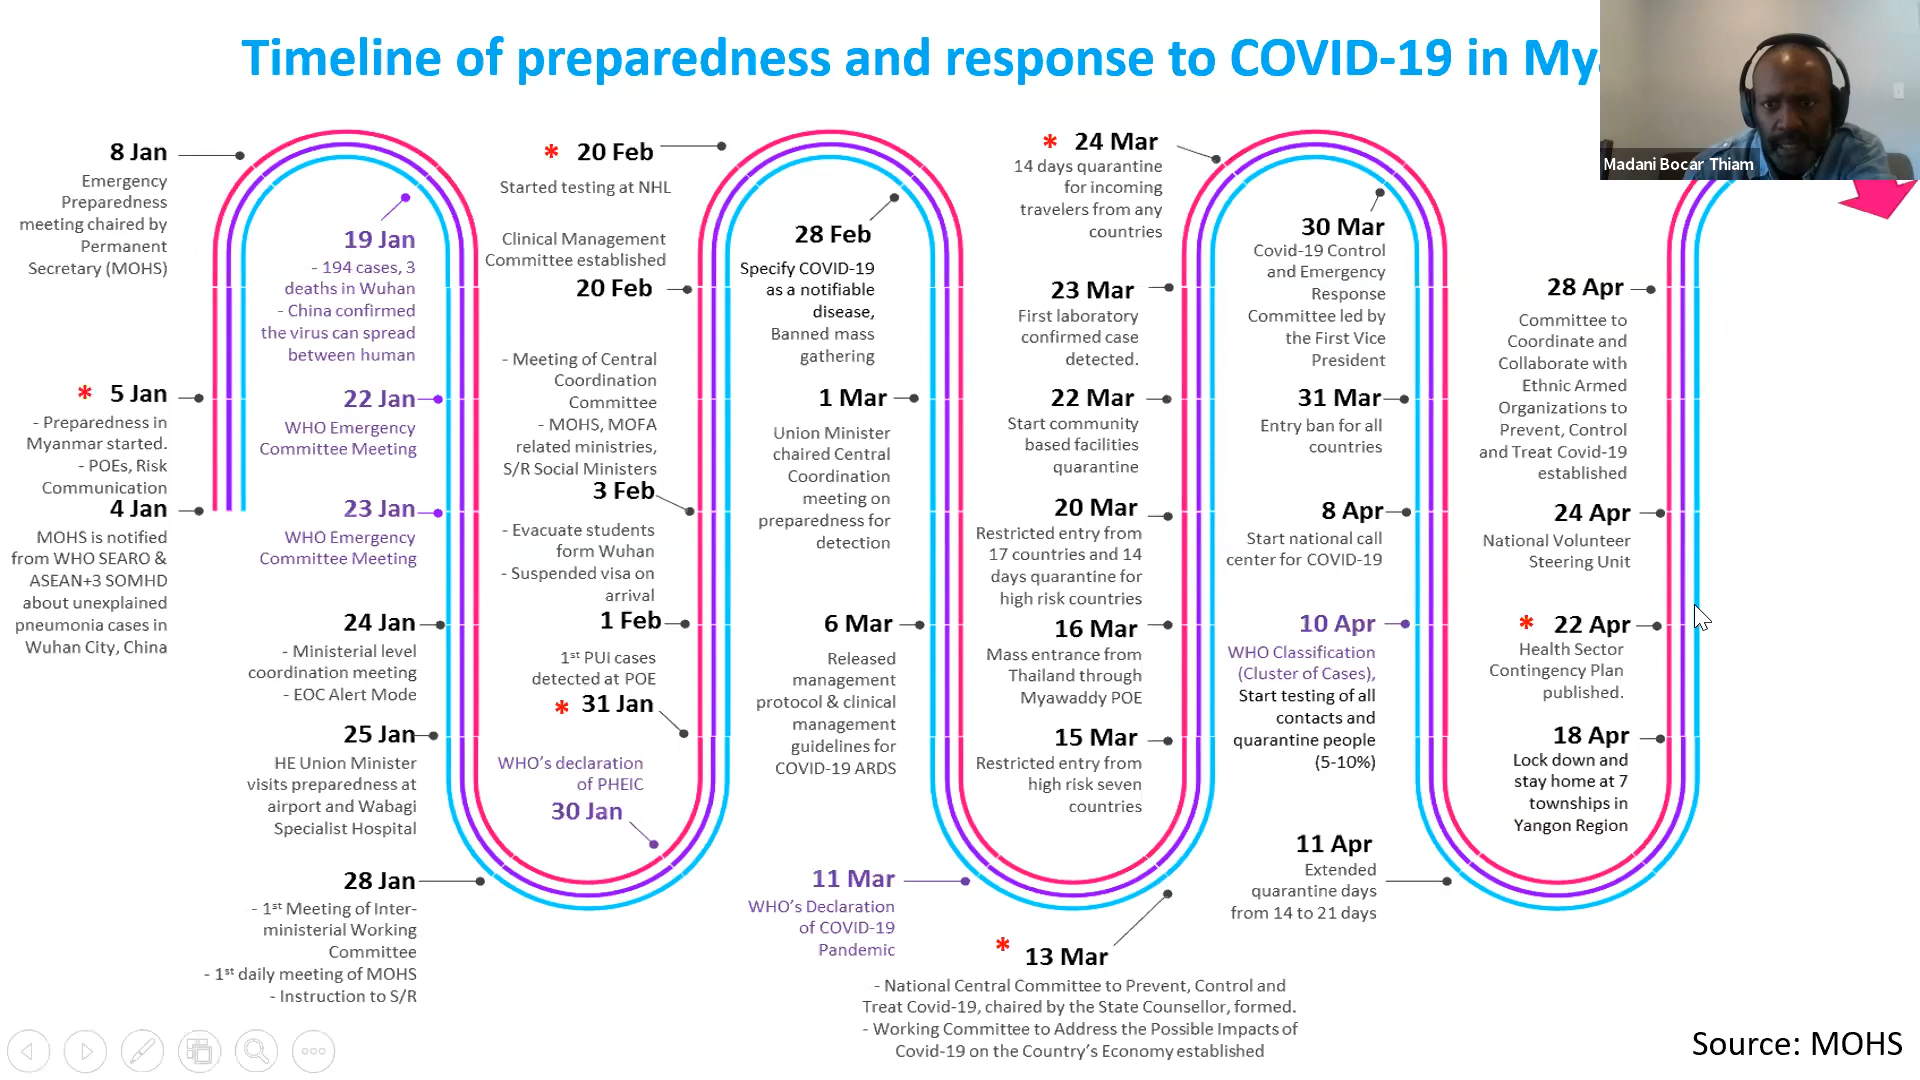 Timeline of preparedness and response to COVID-19 in My
Madani Bocar Thiam
8 Jan
Emergency
Preparedness
meeting chaired by
Permanent
Secretary (MOHS)
* 5 Jan
- Preparedness in
Myanmar started.
- POEs, Risk
Communication
4 Jan
MOHS is notified
from WHO SEARO &
ASEAN+3 SOMHD
about unexplained
pneumonia cases in
Wuhan City, China
19 Jan
- 194 cases, 3
deaths in Wuhan
- China confirmed
the virus can spread
between human
22 Jan
WHO Emergency
Committee Meeting
23 Jan
WHO Emergency
Committee Meeting
24 Jan
- Ministerial level
coordination meeting
- EOC Alert Mode
25 Jan
HE Union Minister
visits preparedness at
airport and Wabagi
Specialist Hospital
28 Jan
- 1st Meeting of Inter-
ministerial Working
Committee
- 1st daily meeting of MOHS
- Instruction to S/R
* 20 Feb
Started testing at NHL
Clinical Management
Committee established
20 Feb
- Meeting of Central
Coordination
Committee
- MOHS, MOFA
related ministries,
S/R Social Ministers
3 Feb
- Evacuate students
form Wuhan
- Suspended visa on
arrival
1 Feb
1st PUI cases
detected at POE
* 31 Jan
WHO's declaration
of PHEIC
30 Jan
28 Feb
Specify COVID-19
as a notifiable
disease,
Banned mass
gathering
1 Mar
Union Minister
chaired Central
Coordination
meeting on
preparedness for
detection
6 Mar
Released
management
protocol & clinical
management
guidelines for
COVID-19 ARDS
11 Mar
WHO's Declaration
of COVID-19
Pandemic
* 13 Mar
- National Central Committee to Prevent, Control and
Treat Covid-19, chaired by the State Counsellor, formed.
- Working Committee to Address the Possible Impacts of
Covid-19 on the Country's Economy established
* 24 Mar
14 days quarantine
for incoming
travelers from any
countries
23 Mar
First laboratory
confirmed case
detected.
22 Mar
Start community
based facilities
quarantine
20 Mar
Restricted entry from
17 countries and 14
days quarantine for
high risk countries
16 Mar
Mass entrance from
Thailand through
Myawaddy POE
15 Mar
Restricted entry from
high risk seven
countries
30 Mar
Covid-19 Control
and Emergency
Response
Committee led by
the First Vice
President
31 Mar
Entry ban for all
countries
8 Apr
Start national call
center for COVID-19
10 Apr
WHO Classification
(Cluster of Cases),
Start testing of all
contacts and
quarantine people
(5-10%)
11 Apr
Extended
quarantine days
from 14 to 21 days
28 Apr
Committee to
Coordinate and
Collaborate with
Ethnic Armed
Organizations to
Prevent, Control
and Treat Covid-19
established
24 Apr
National Volunteer
Steering Unit
* 22 Apr
Health Sector
Contingency Plan
published.
18 Apr
Lock down and
stay home at 7
townships in
Yangon Region
Source: MOHS